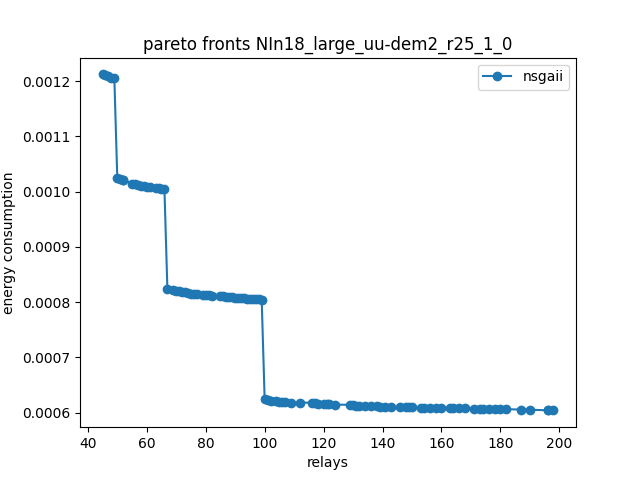 pareto fronts NIn18_large_uu-dem2_r25_1_0
nsgaii
0.0012
0.0011
0.0010
0.0009
0.0008
0.0007
0.0006
energy consumption
40 60 80 100 120 140 160 180 200
relays